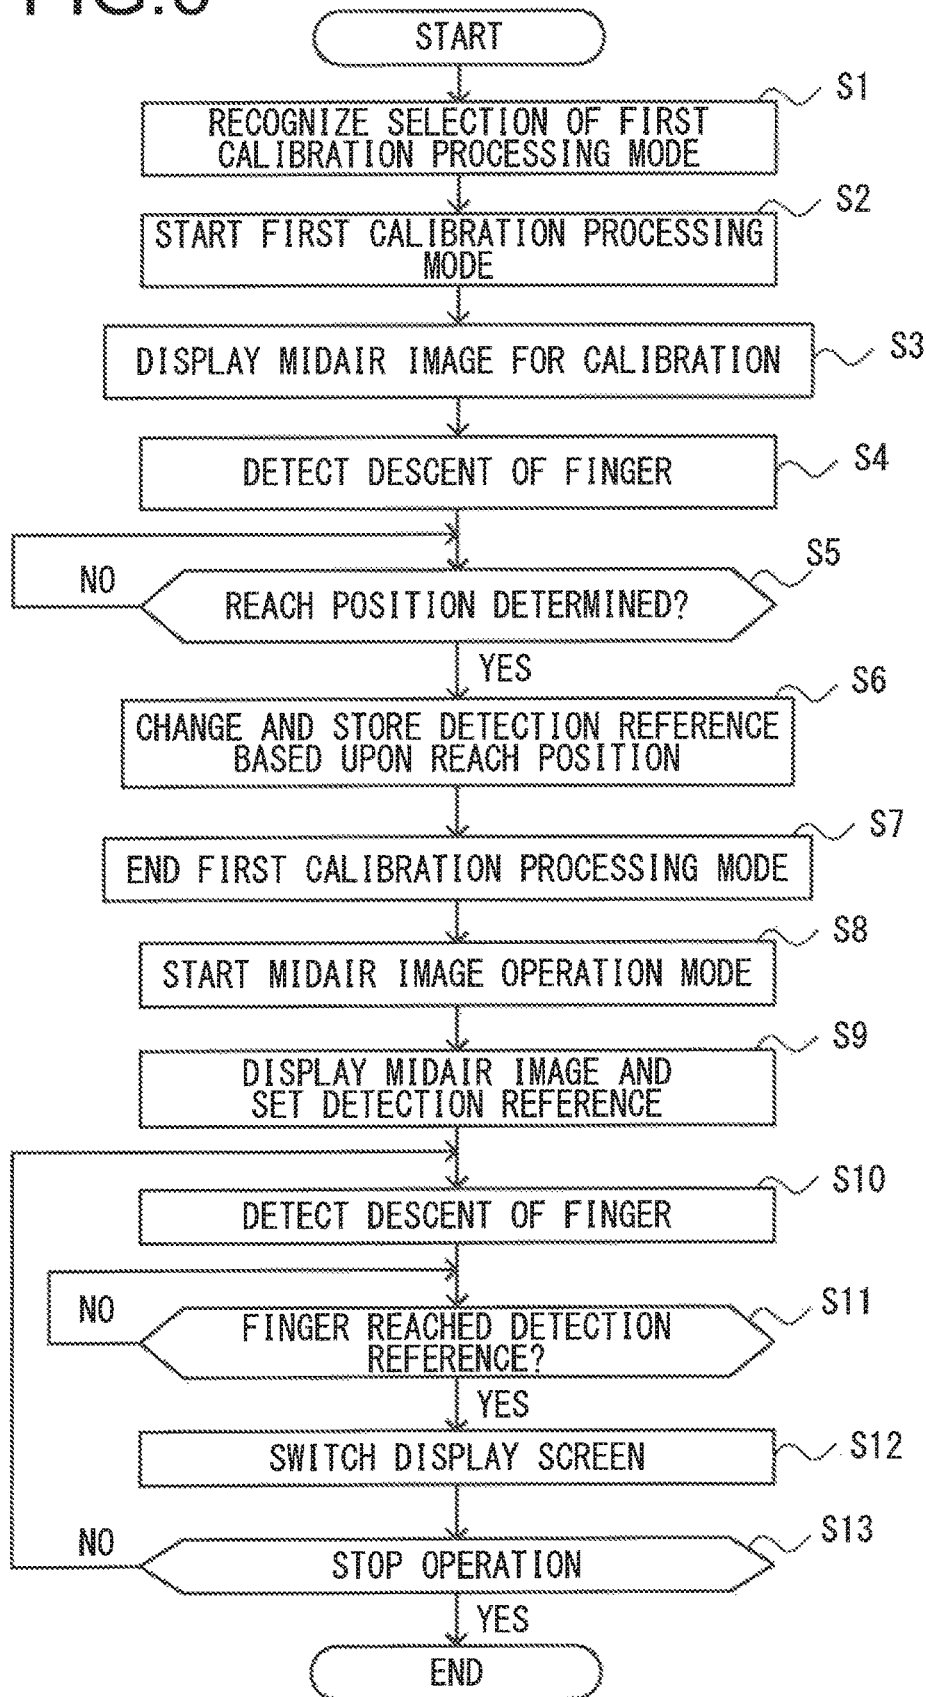 START
S1
RECOGNIZE SELECTION OF FIRST
CALIBRATION PROCESSING MODE
S2
START FIRST CALIBRATION PROCESSING
MODE
S3
DISPLAY MIDAIR IMAGE FOR CALIBRATION
S4
DETECT DESCENT OF FINGER
S5
NO
REACH POSITION DETERMINED?
YES
S6
CHANGE AND STORE DETECTION REFERENCE
BASED UPON REACH POSITION
S7
END FIRST CALIBRATION PROCESSING MODE
S8
START MIDAIR IMAGE OPERATION MODE
S9
DISPLAY MIDAIR IMAGE AND
SET DETECTION REFERENCE
S10
DETECT DESCENT OF FINGER
S11
NO
FINGER REACHED DETECTION
REFERENCE?
YES
S12
SWITCH DISPLAY SCREEN
S13
NO
STOP OPERATION
YES
END